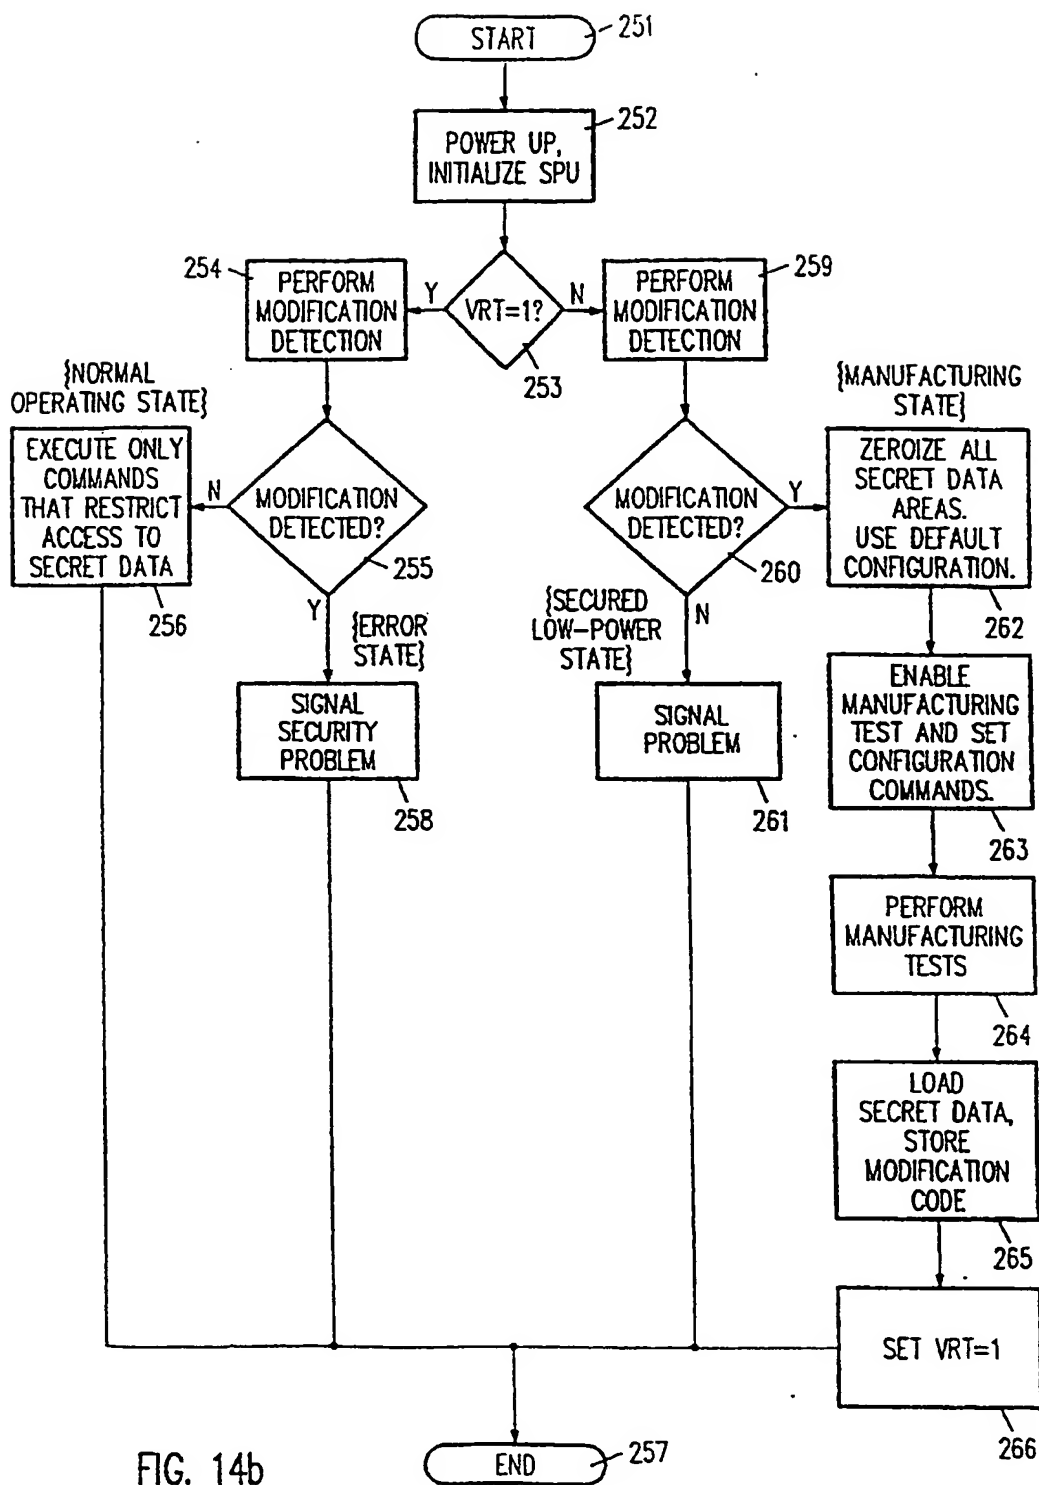 START
251
252
POWER UP,
INITIALIZE SPU
254
PERFORM
MODIFICATION
DETECTION
Y
VRT=1?
N
253
259
PERFORM
MODIFICATION
DETECTION
{NORMAL
OPERATING STATE}
EXECUTE ONLY
COMMANDS
THAT RESTRICT
ACCESS TO
SECRET DATA
256
N
MODIFICATION
DETECTED?
255
Y
{ERROR
STATE}
SIGNAL
SECURITY
PROBLEM
258
MODIFICATION
DETECTED?
260
Y
N
{SECURED
LOW-POWER
STATE}
SIGNAL
PROBLEM
261
{MANUFACTURING
STATE}
ZEROIZE ALL
SECRET DATA
AREAS.
USE DEFAULT
CONFIGURATION.
262
ENABLE
MANUFACTURING
TEST AND SET
CONFIGURATION
COMMANDS.
263
PERFORM
MANUFACTURING
TESTS
264
LOAD
SECRET DATA,
STORE
MODIFICATION
CODE
265
SET VRT=1
266
END
257
FIG. 14b